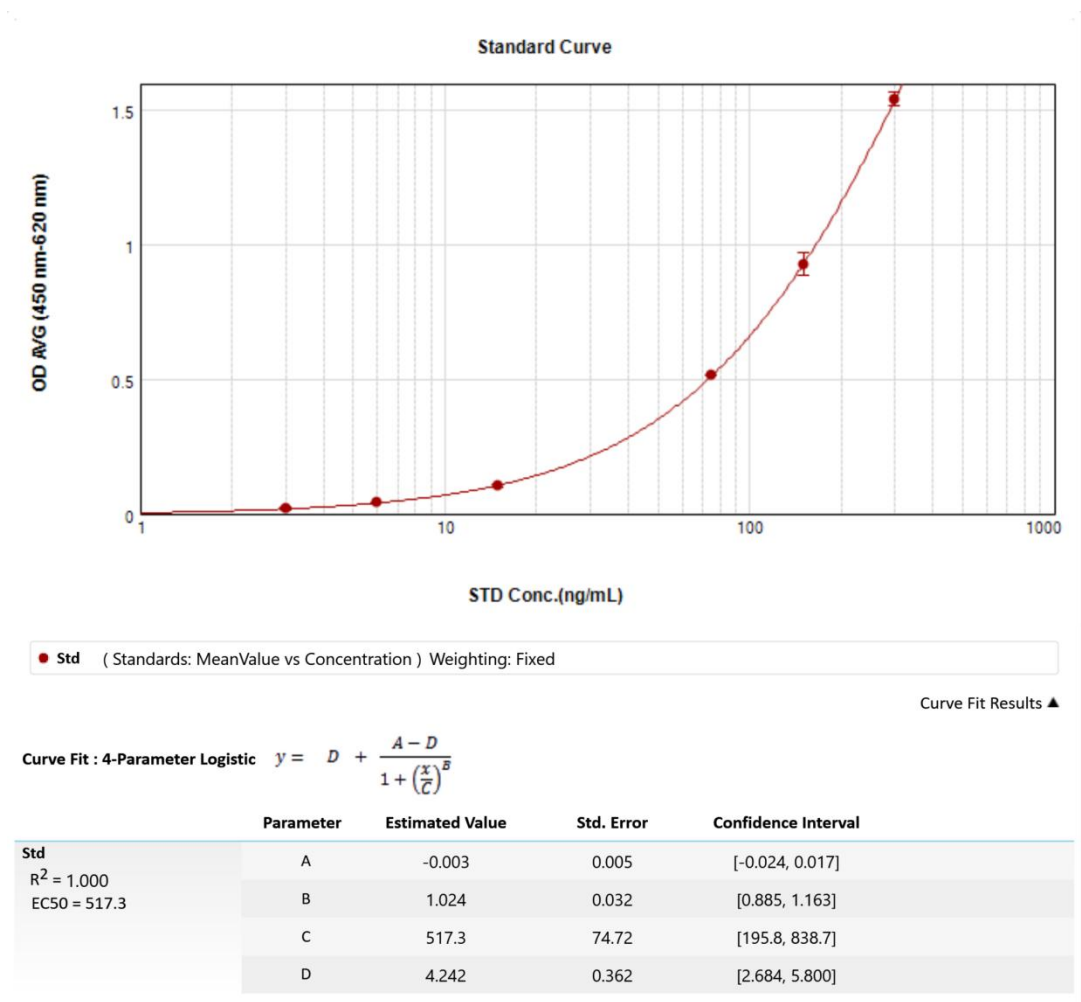 Standard Curve
1.5
1
0.5
0
1 10 100 1000
OD AVG (450 nm-620 nm)
STD Conc.(ng/mL)
Std ( Standards: MeanValue vs Concentration ) Weighting: Fixed
Curve Fit Results ▲
Curve Fit : 4-Parameter Logistic y = D + (A − D) / (1 + (x/C)^B)
Parameter Estimated Value Std. Error Confidence Interval
Std
R² = 1.000
EC50 = 517.3
A -0.003 0.005 [-0.024, 0.017]
B 1.024 0.032 [0.885, 1.163]
C 517.3 74.72 [195.8, 838.7]
D 4.242 0.362 [2.684, 5.800]